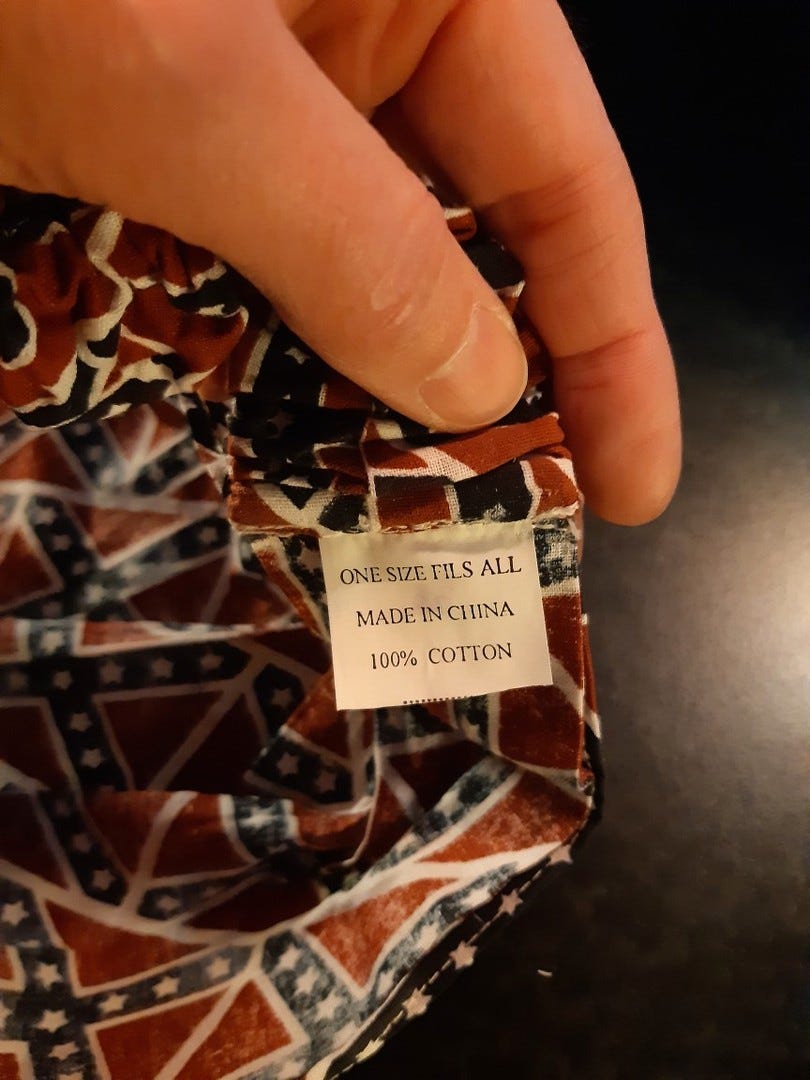 ONE SIZE FILS ALL
MADE IN CHINA
100% COTTON